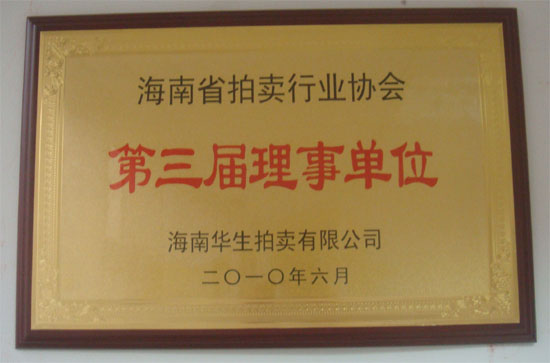 海南省拍卖行业协会
第三届理事单位
海南华生拍卖有限公司
二〇一〇年六月